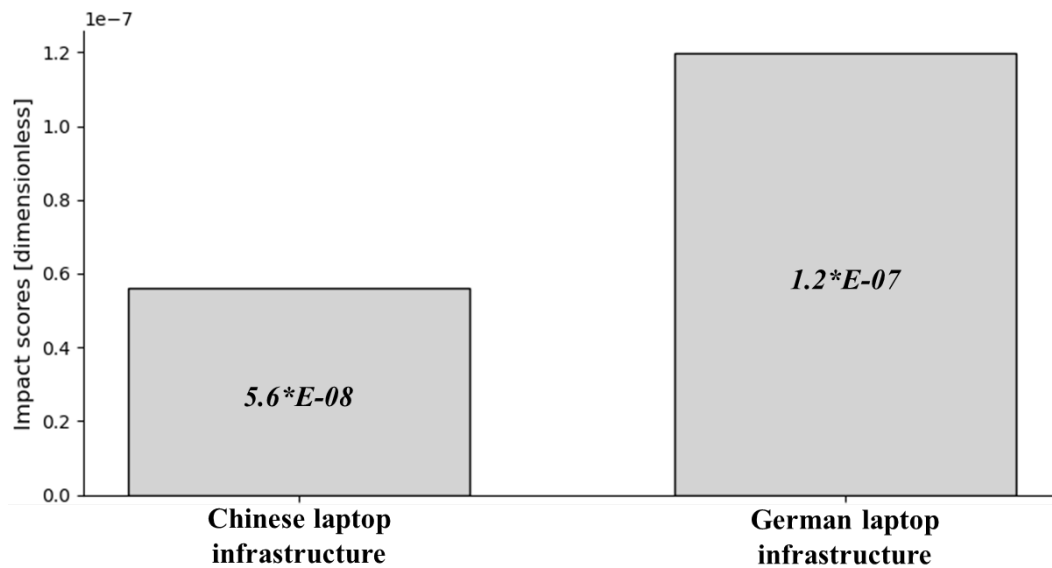 1e−7
Impact scores [dimensionless]
1.2
1.0
0.8
0.6
0.4
0.2
0.0
5.6*E-08
1.2*E-07
Chinese laptop
infrastructure
German laptop
infrastructure